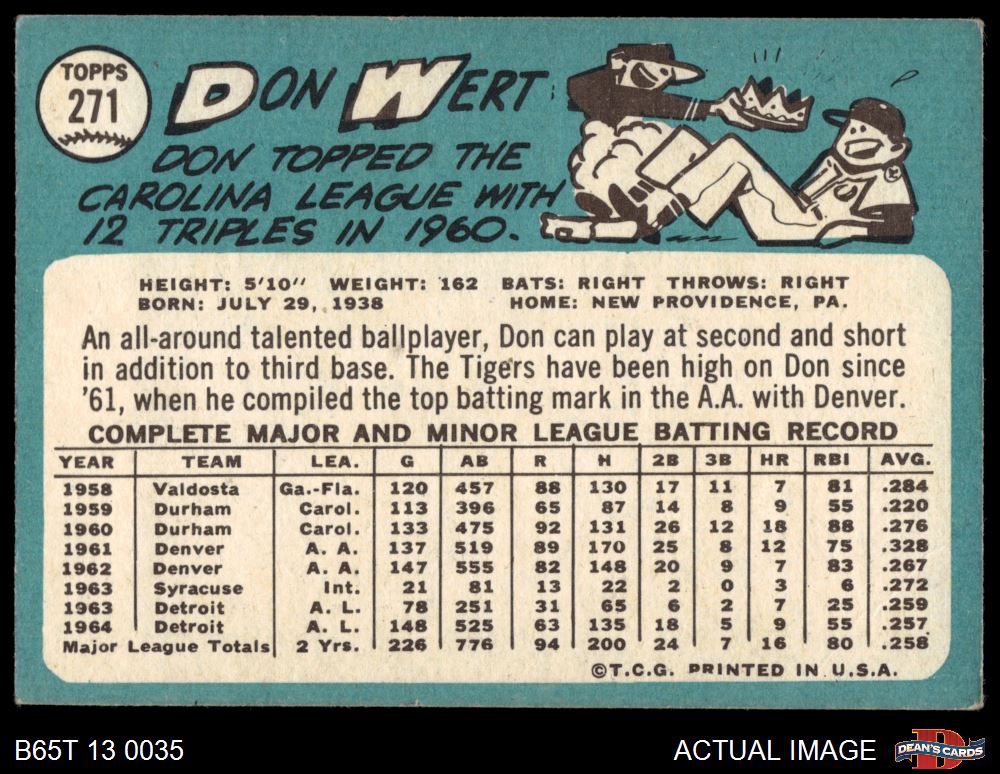 TOPPS
271
DON WERT
DON TOPPED THE
CAROLINA LEAGUE WITH
12 TRIPLES IN 1960.
HEIGHT: 5'10" WEIGHT: 162 BATS: RIGHT THROWS: RIGHT
BORN: JULY 29, 1938 HOME: NEW PROVIDENCE, PA.
An all-around talented ballplayer, Don can play at second and short
in addition to third base. The Tigers have been high on Don since
'61, when he compiled the top batting mark in the A.A. with Denver.
COMPLETE MAJOR AND MINOR LEAGUE BATTING RECORD
YEAR TEAM LEA. G AB R H 2B 3B HR RBI AVG.
1958 Valdosta Ga.-Fla. 120 457 88 130 17 11 7 81 .284
1959 Durham Carol. 113 396 65 87 14 8 9 55 .220
1960 Durham Carol. 133 475 92 131 26 12 18 88 .276
1961 Denver A. A. 137 519 89 170 25 8 12 75 .328
1962 Denver A. A. 147 555 82 148 20 9 7 83 .267
1963 Syracuse Int. 21 81 13 22 2 0 3 6 .272
1963 Detroit A. L. 78 251 31 65 6 2 7 25 .259
1964 Detroit A. L. 148 525 63 135 18 5 9 55 .257
Major League Totals 2 Yrs. 226 776 94 200 24 7 16 80 .258
©T.C.G. PRINTED IN U.S.A.
B65T 13 0035
ACTUAL IMAGE
D
DEAN'S CARDS